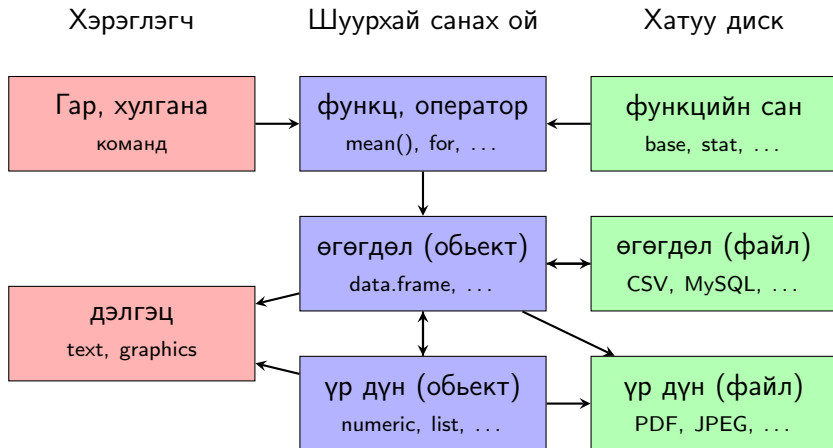 Хэрэглэгч
Шуурхай санах ой
Хатуу диск
Гар, хулгана
команд
функц, оператор
mean(), for, ...
функцийн сан
base, stat, ...
өгөгдөл (обьект)
data.frame, ...
өгөгдөл (файл)
CSV, MySQL, ...
дэлгэц
text, graphics
үр дүн (обьект)
numeric, list, ...
үр дүн (файл)
PDF, JPEG, ...